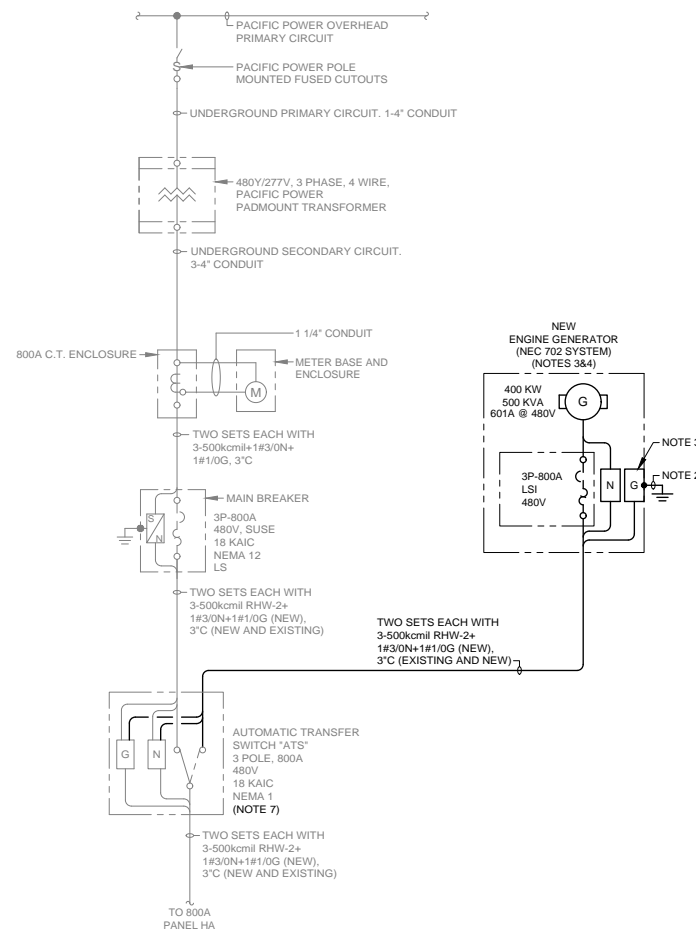 PACIFIC POWER OVERHEAD
PRIMARY CIRCUIT
S
PACIFIC POWER POLE
MOUNTED FUSED CUTOUTS
UNDERGROUND PRIMARY CIRCUIT. 1-4" CONDUIT
480Y/277V, 3 PHASE, 4 WIRE,
PACIFIC POWER
PADMOUNT TRANSFORMER
UNDERGROUND SECONDARY CIRCUIT.
3-4" CONDUIT
1 1/4" CONDUIT
800A C.T. ENCLOSURE
METER BASE AND
ENCLOSURE
M
TWO SETS EACH WITH
3-500kcmil+1#3/0N+
1#1/0G, 3"C
MAIN BREAKER
S
N
3P-800A
480V, SUSE
18 KAIC
NEMA 12
LS
TWO SETS EACH WITH
3-500kcmil RHW-2+
1#3/0N+1#1/0G (NEW),
3"C (NEW AND EXISTING)
NEW
ENGINE GENERATOR
(NEC 702 SYSTEM)
(NOTES 3&4)
400 KW
500 KVA
601A @ 480V
G
NOTE 3
NOTE 2
3P-800A
LSI
480V
N
G
TWO SETS EACH WITH
3-500kcmil RHW-2+
1#3/0N+1#1/0G (NEW),
3"C (EXISTING AND NEW)
G
N
AUTOMATIC TRANSFER
SWITCH "ATS"
3 POLE, 800A
480V
18 KAIC
NEMA 1
(NOTE 7)
TWO SETS EACH WITH
3-500kcmil RHW-2+
1#3/0N+1#1/0G (NEW),
3"C (NEW AND EXISTING)
TO 800A
PANEL HA